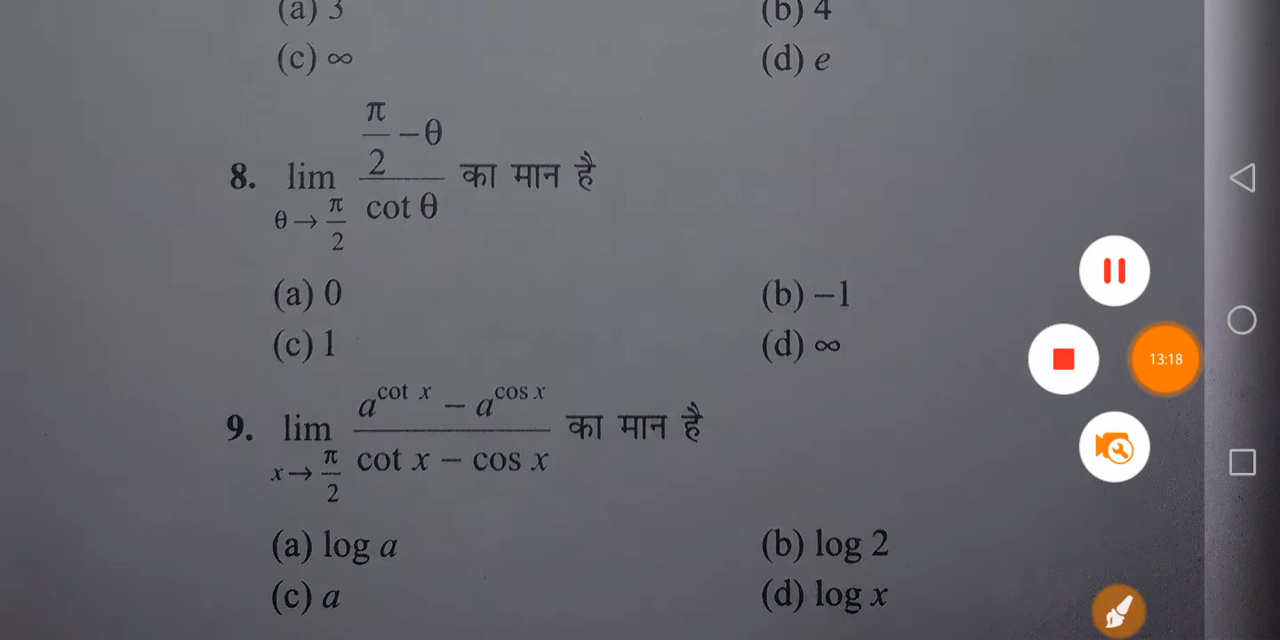 (a) 3 (b) 4
(c) ∞ (d) e
8. lim θ→π/2 (π/2 − θ)/(cot θ) का मान है
(a) 0 (b) −1
(c) 1 (d) ∞
9. lim x→π/2 (a^(cot x) − a^(cos x))/(cot x − cos x) का मान है
(a) log a (b) log 2
(c) a (d) log x
13:18